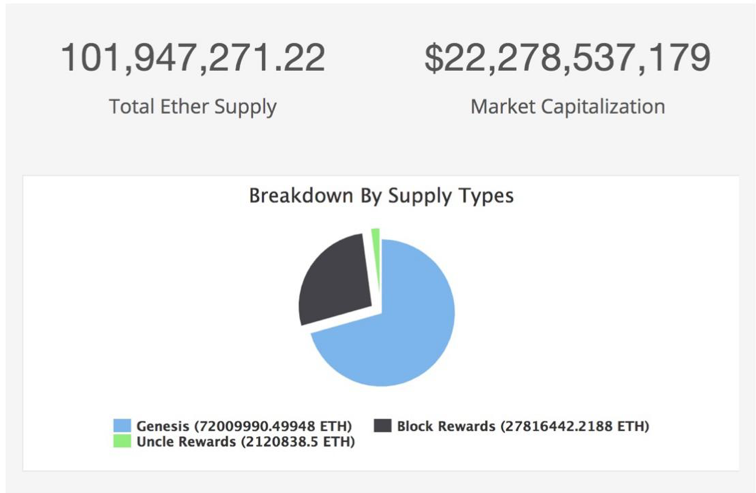 101,947,271.22
Total Ether Supply
$22,278,537,179
Market Capitalization
Breakdown By Supply Types
Genesis (72009990.49948 ETH)
Block Rewards (27816442.2188 ETH)
Uncle Rewards (2120838.5 ETH)